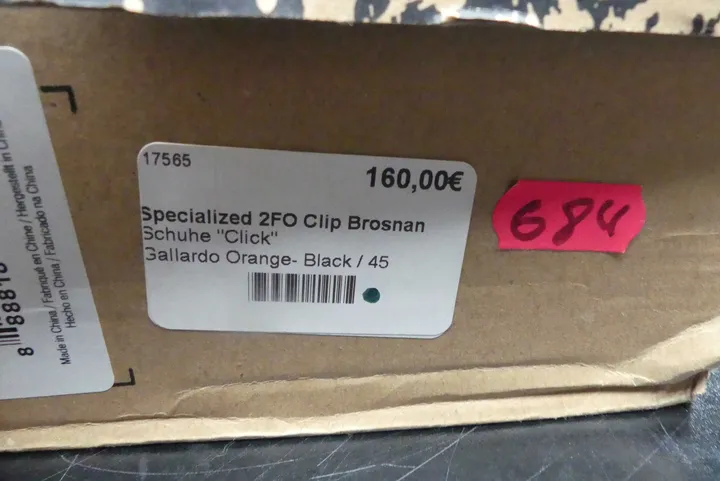 17565
160,00€
Specialized 2FO Clip Brosnan
Schuhe "Click"
Gallardo Orange- Black / 45
684
Made in China / Fabriqué en Chine / Hergestellt in China
Hecho en China / Fabricado na China